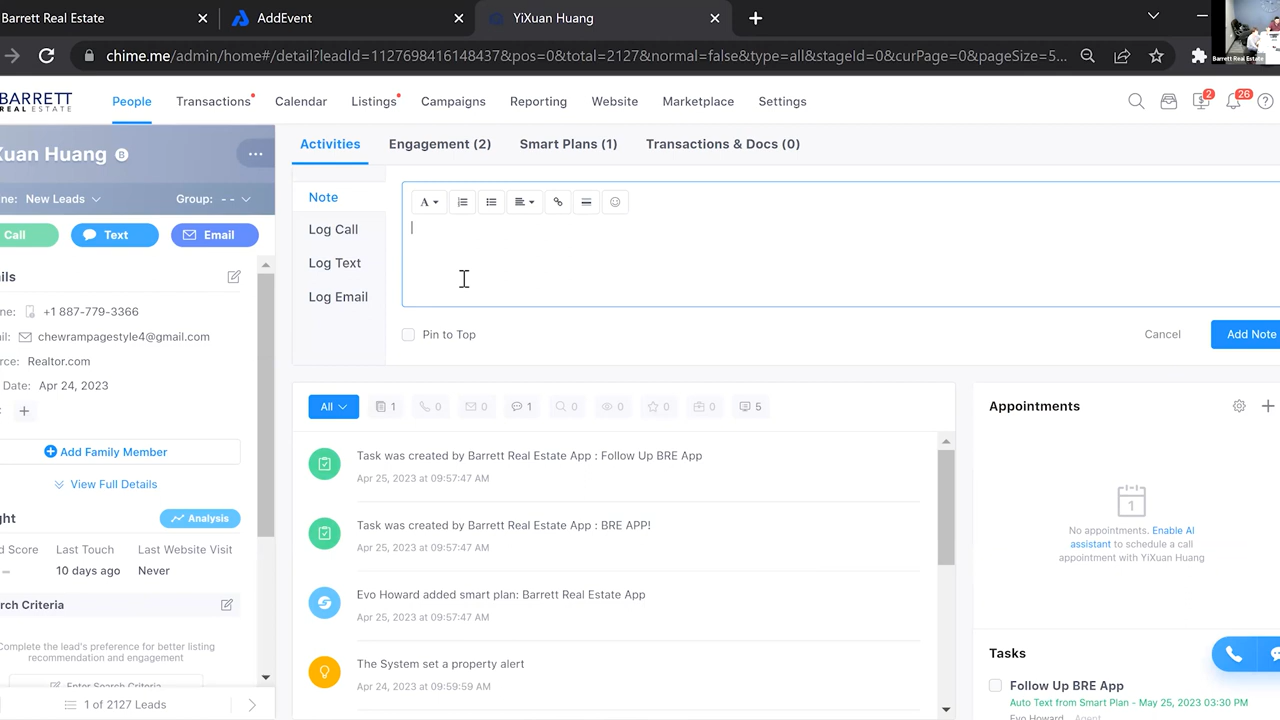 Barrett Real Estate
AddEvent
YiXuan Huang
Barrett Real Estate
chime.me/admin/home#/detail?leadId=1127698416148437&pos=0&total=2127&normal=false&type=all&stageId=0&curPage=0&pageSize=5...
BARRETT
REAL ESTATE
People
Transactions
Calendar
Listings
Campaigns
Reporting
Website
Marketplace
Settings
2
26
Xuan Huang B
ne: New Leads
Group: - -
Call
Text
Email
ils
ne: +1 887-779-3366
il: chewrampagestyle4@gmail.com
rce: Realtor.com
Date: Apr 24, 2023
: +
Add Family Member
View Full Details
ght
Analysis
d Score Last Touch Last Website Visit
– 10 days ago Never
rch Criteria
Complete the lead's preference for better listing
recommendation and engagement
Enter Search Criteria
1 of 2127 Leads
Activities
Engagement (2)
Smart Plans (1)
Transactions & Docs (0)
Note
Log Call
Log Text
Log Email
A
Pin to Top
Cancel
Add Note
All
1
0
0
1
0
0
0
0
5
Task was created by Barrett Real Estate App : Follow Up BRE App
Apr 25, 2023 at 09:57:47 AM
Task was created by Barrett Real Estate App : BRE APP!
Apr 25, 2023 at 09:57:47 AM
Evo Howard added smart plan: Barrett Real Estate App
Apr 25, 2023 at 09:57:47 AM
The System set a property alert
Apr 24, 2023 at 09:59:59 AM
Appointments
1
No appointments. Enable AI
assistant to schedule a call
appointment with YiXuan Huang
Tasks
Follow Up BRE App
Auto Text from Smart Plan - May 25, 2023 03:30 PM
Evo Howard Agent